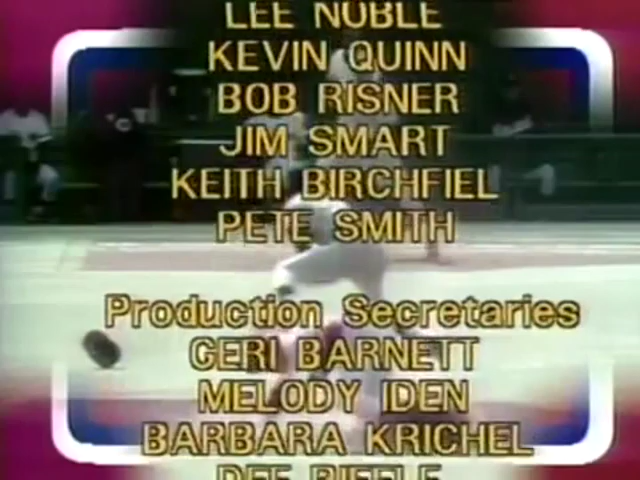 LEE NOBLE
KEVIN QUINN
BOB RISNER
JIM SMART
KEITH BIRCHFIEL
PETE SMITH
Production Secretaries
GERI BARNETT
MELODY IDEN
BARBARA KRICHEL